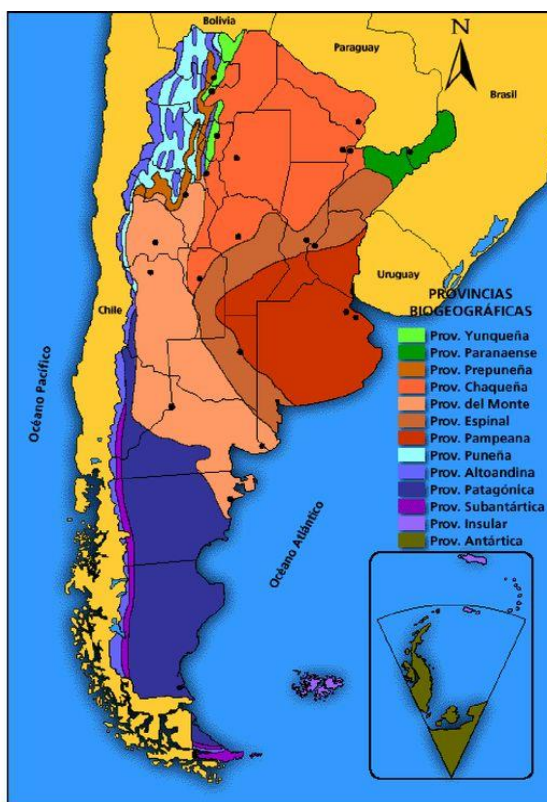 Bolivia
Paraguay
N
Brasil
Uruguay
Chile
Océano Pacífico
Océano Atlántico
PROVINCIAS
BIOGEOGRÁFICAS
Prov. Yunqueña
Prov. Paranaense
Prov. Prepuneña
Prov. Chaqueña
Prov. del Monte
Prov. Espinal
Prov. Pampeana
Prov. Puneña
Prov. Altoandina
Prov. Patagónica
Prov. Subantártica
Prov. Insular
Prov. Antártica